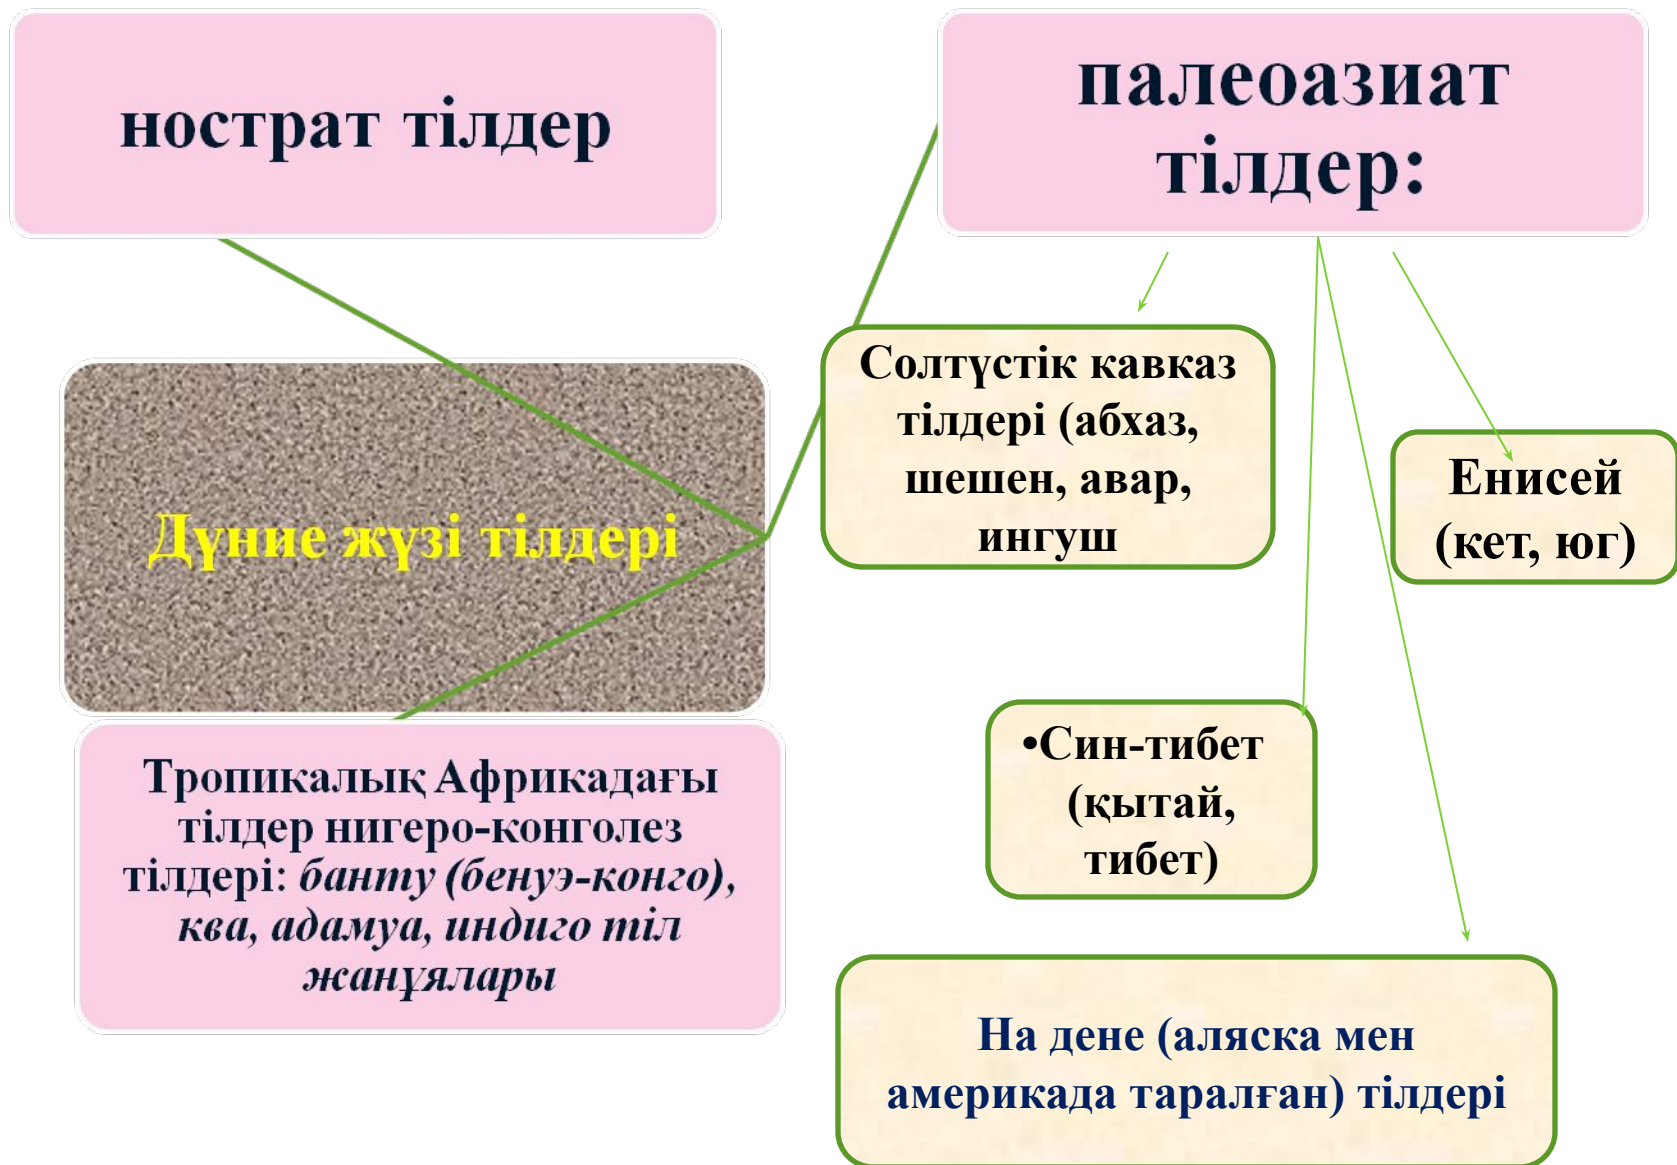 нострат тілдер
палеоазиат
тілдер:
Дүние жүзі тілдері
Солтүстік кавказ
тілдері (абхаз,
шешен, авар,
ингуш
Енисей
(кет, юг)
•Син-тибет
(қытай,
тибет)
Тропикалық Африкадағы
тілдер нигеро-конголез
тілдері: банту (бенуэ-конго),
ква, адамуа, индиго тіл
жанұялары
На дене (аляска мен
америкада таралған) тілдері